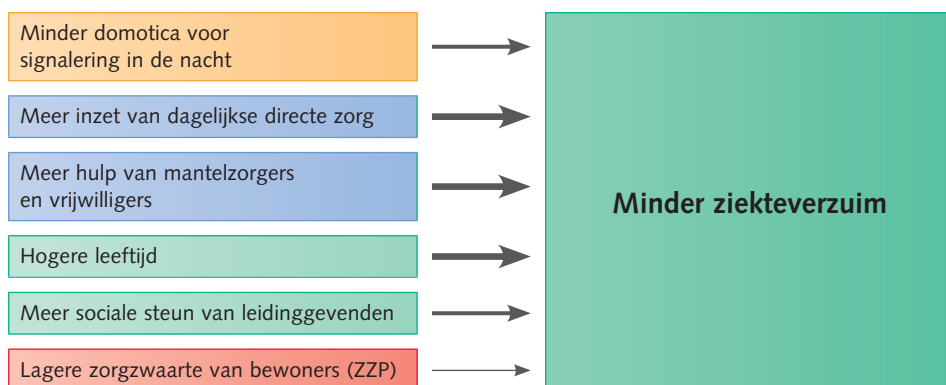 Minder domotica voor
signalering in de nacht
Meer inzet van dagelijkse directe zorg
Meer hulp van mantelzorgers
en vrijwilligers
Hogere leeftijd
Meer sociale steun van leidinggevenden
Lagere zorgzwaarte van bewoners (ZZP)
Minder ziekteverzuim